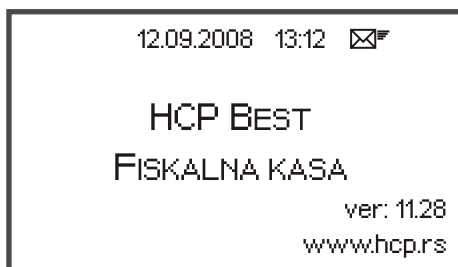 12.09.2008 13:12
HCP BEST
FISKALNA KASA
ver: 11.28
www.hcp.rs